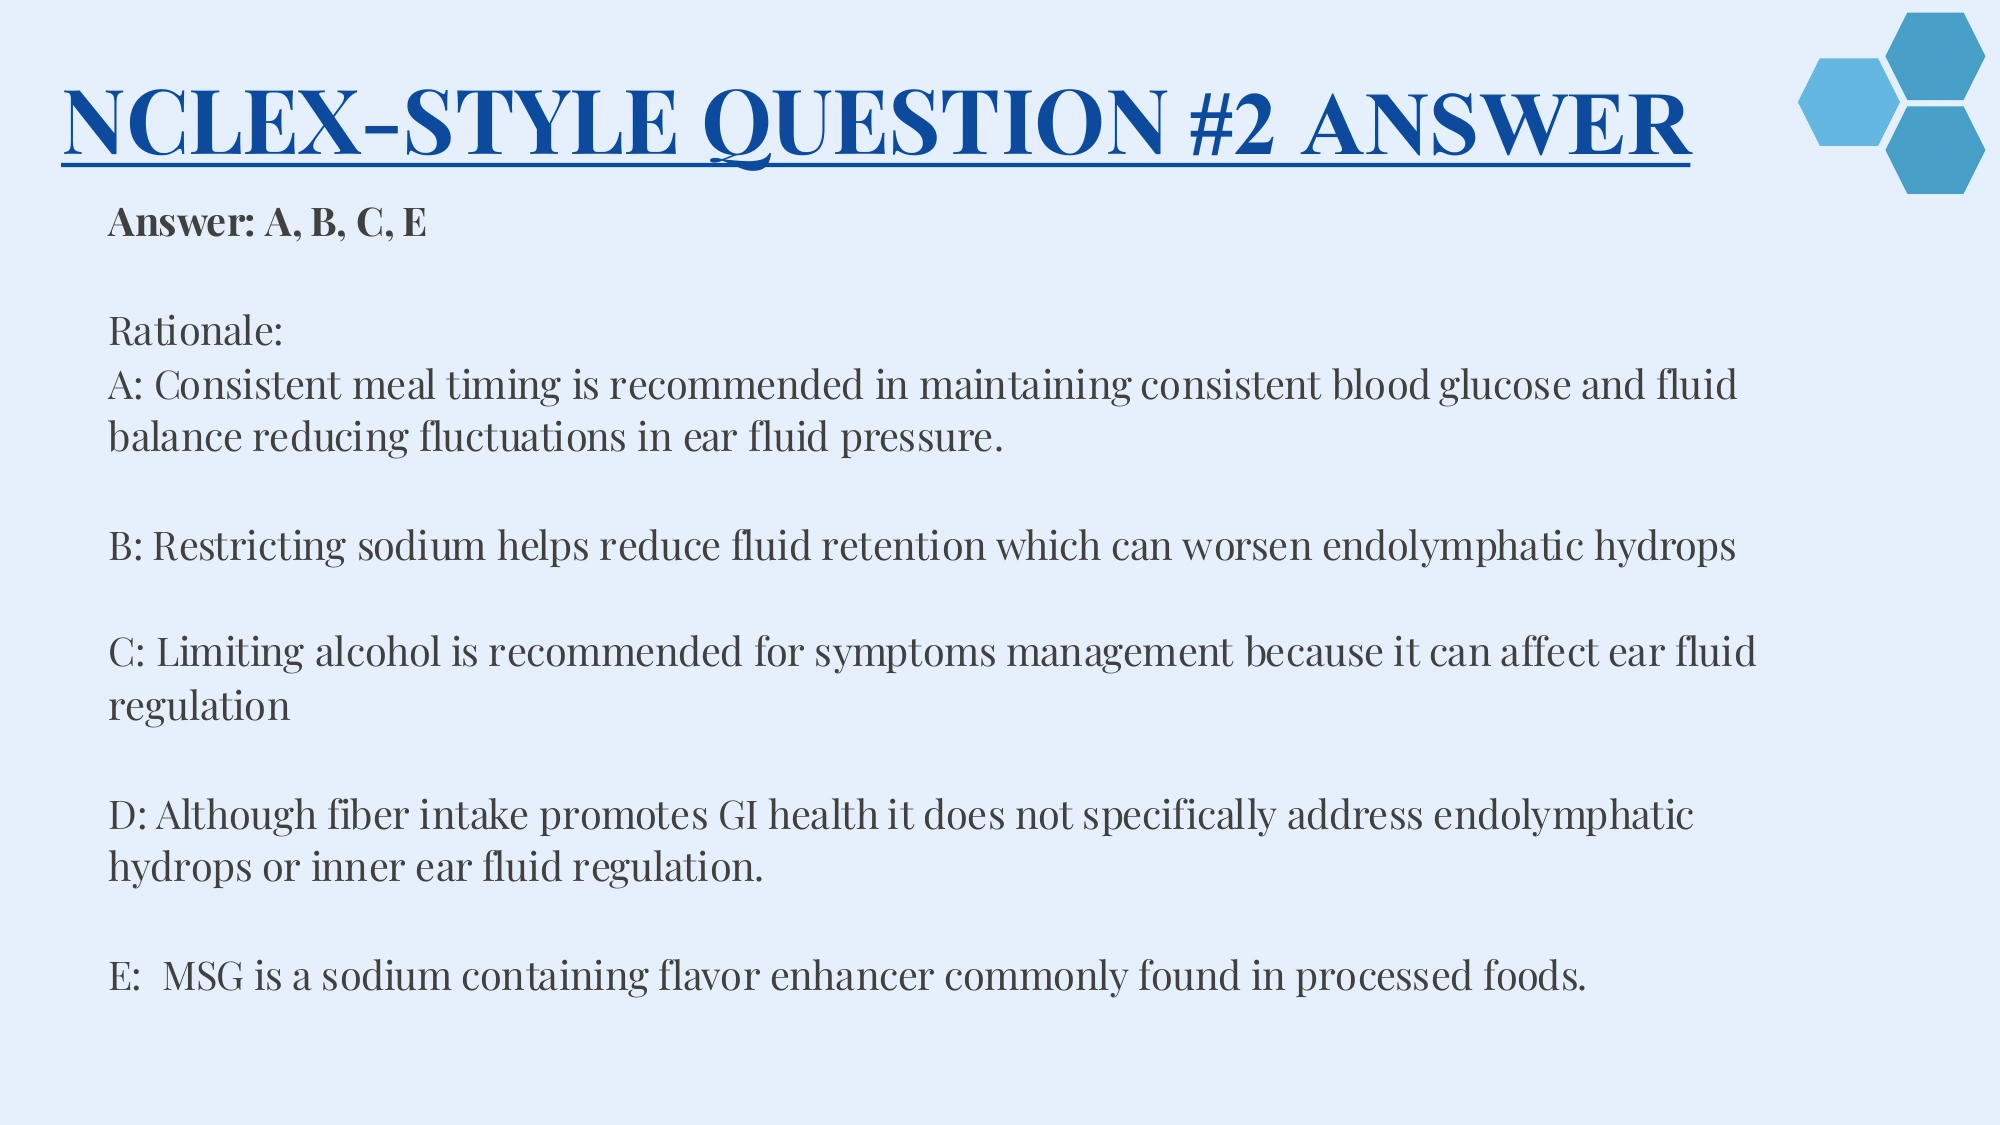 NCLEX-STYLE QUESTION #2 ANSWER
Answer: A, B, C, E
Rationale:
A: Consistent meal timing is recommended in maintaining consistent blood glucose and fluid
balance reducing fluctuations in ear fluid pressure.
B: Restricting sodium helps reduce fluid retention which can worsen endolymphatic hydrops
C: Limiting alcohol is recommended for symptoms management because it can affect ear fluid
regulation
D: Although fiber intake promotes GI health it does not specifically address endolymphatic
hydrops or inner ear fluid regulation.
E:  MSG is a sodium containing flavor enhancer commonly found in processed foods.